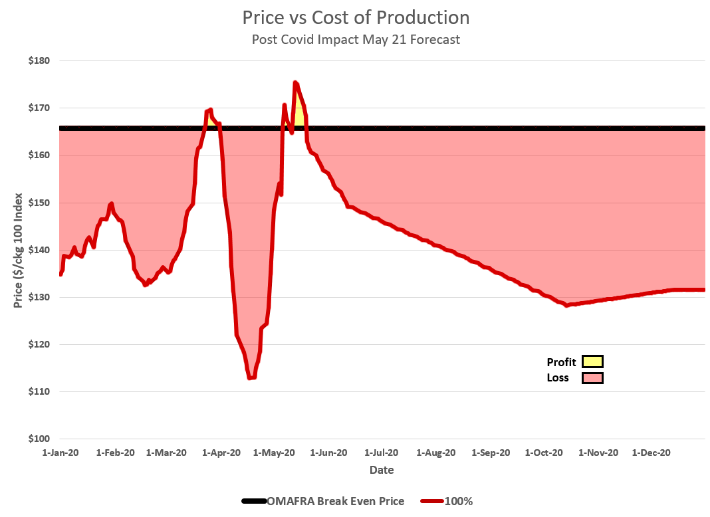 Price vs Cost of Production
Post Covid Impact May 21 Forecast
Price ($/ckg 100 Index
$180
$170
$160
$150
$140
$130
$120
$110
$100
Profit
Loss
1-Jan-20 1-Feb-20 1-Mar-20 1-Apr-20 1-May-20 1-Jun-20 1-Jul-20 1-Aug-20 1-Sep-20 1-Oct-20 1-Nov-20 1-Dec-20
Date
OMAFRA Break Even Price 100%